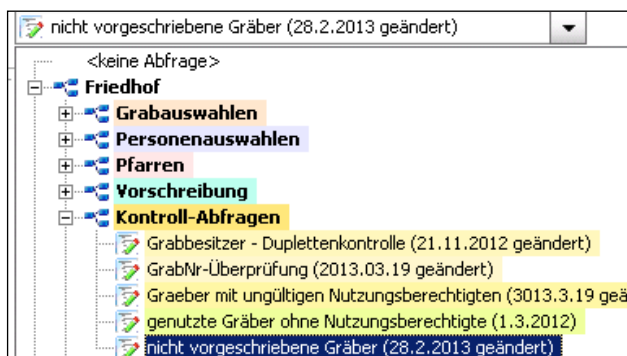 nicht vorgeschriebene Gräber (28.2.2013 geändert)
<keine Abfrage>
Friedhof
Grabauswahlen
Personenauswahlen
Pfarren
Vorschreibung
Kontroll-Abfragen
Grabbesitzer - Duplettenkontrolle (21.11.2012 geändert)
GrabNr-Überprüfung (2013.03.19 geändert)
Graeber mit ungültigen Nutzungsberechtigten (3013.3.19 geä
genutzte Gräber ohne Nutzungsberechtigte (1.3.2012)
nicht vorgeschriebene Gräber (28.2.2013 geändert)